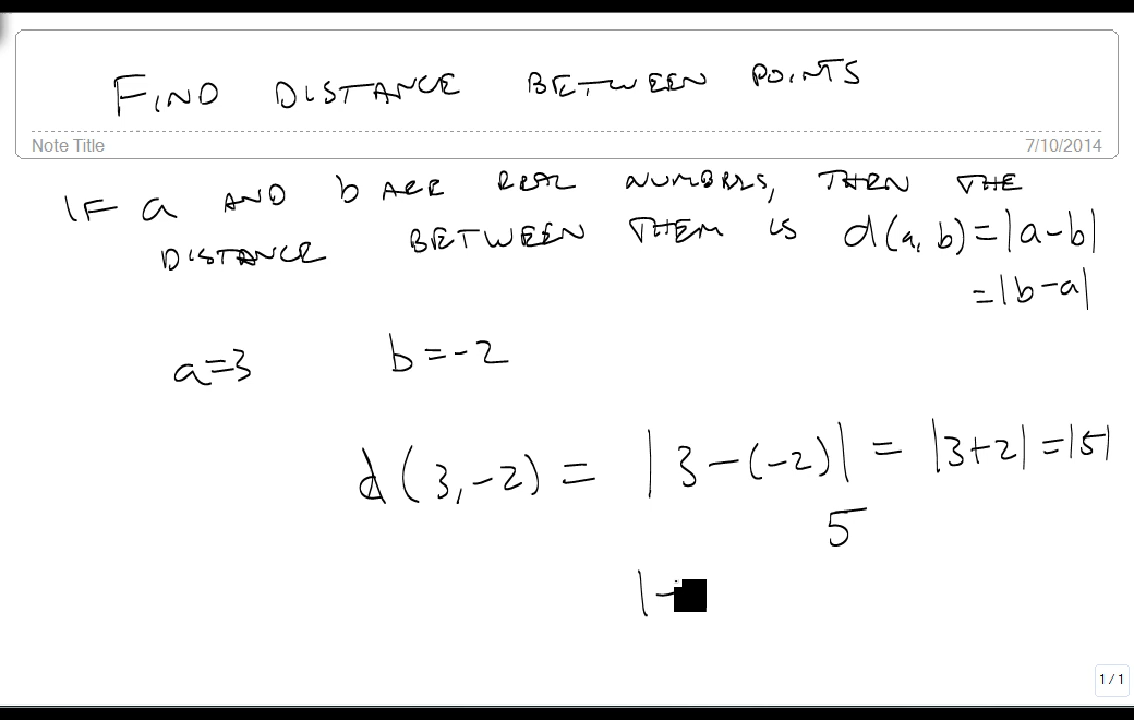 FIND DISTANCE BETWEEN POINTS
Note Title
7/10/2014
IF a AND b ARE REAL NUMBERS, THEN THE
DISTANCE BETWEEN THEM IS d(a, b)=|a-b|
=|b-a|
a=3 b=-2
d(3,-2) = |3-(-2)| = |3+2|=|5|
5
|-
1/1